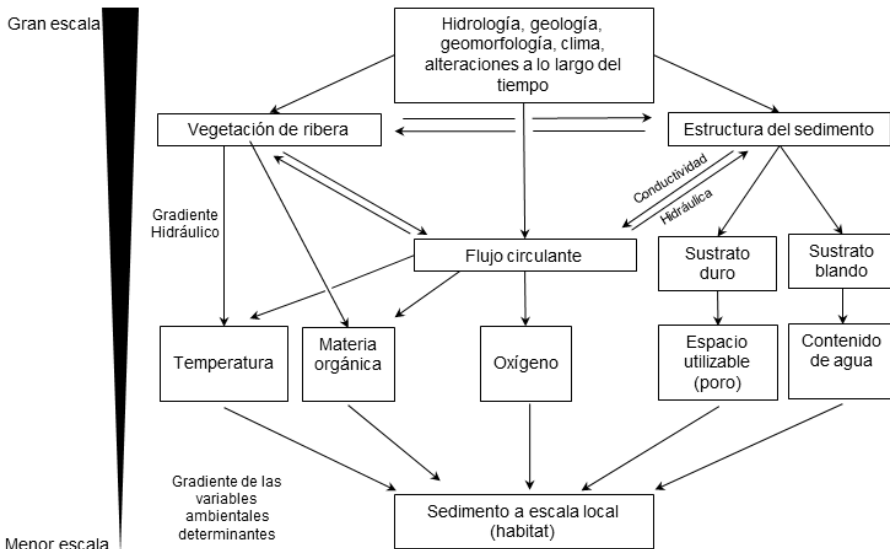 Gran escala
Hidrología, geología,
geomorfología, clima,
alteraciones a lo largo del
tiempo
Vegetación de ribera
Estructura del sedimento
Conductividad
Hidráulica
Gradiente
Hidráulico
Flujo circulante
Sustrato
duro
Sustrato
blando
Temperatura
Materia
orgánica
Oxígeno
Espacio
utilizable
(poro)
Contenido
de agua
Gradiente de las
variables
ambientales
determinantes
Sedimento a escala local
(habitat)
Menor escala